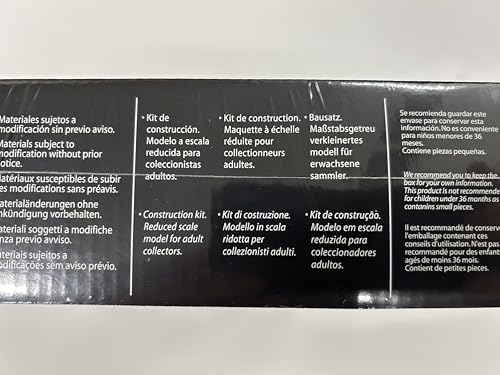 Materiales sujetos a
modificación sin previo aviso.
Materials subject to
modification without prior
notice.
Matériaux susceptibles de subir
des modifications sans préavis.
Materialänderungen ohne
Ankündigung vorbehalten.
Materiali soggetti a modifiche
senza previo avviso.
Materiais sujeitos a
modificações sem aviso prévio.
• Kit de
construcción.
Modelo a escala
reducida para
coleccionistas
adultos.
• Construction kit.
Reduced scale
model for adult
collectors.
• Kit de construction.
Maquette à échelle
réduite pour
collectionneurs
adultes.
• Kit di costruzione.
Modello in scala
ridotta per
collezionisti adulti.
• Bausatz.
Maßstabsgetreu
verkleinertes
modell für
erwachsene
sammler.
• Kit de construção.
Modelo em escala
reduzida para
coleccionadores
adultos.
Se recomienda guardar este
envase para conservar esta
información. No es conveniente
para niños menores de 36
meses.
Contiene piezas pequeñas.
We recommend you to keep the
box for your own information.
This product is not recommende
for children under 36 months as
contanins small pieces.
Il est recommandé de conserve
l'emballage contenant ces
conseils d'utilisation. N'est pas
recommandé pour des enfants
agés de moins 36 mois.
Contient de petites pieces.